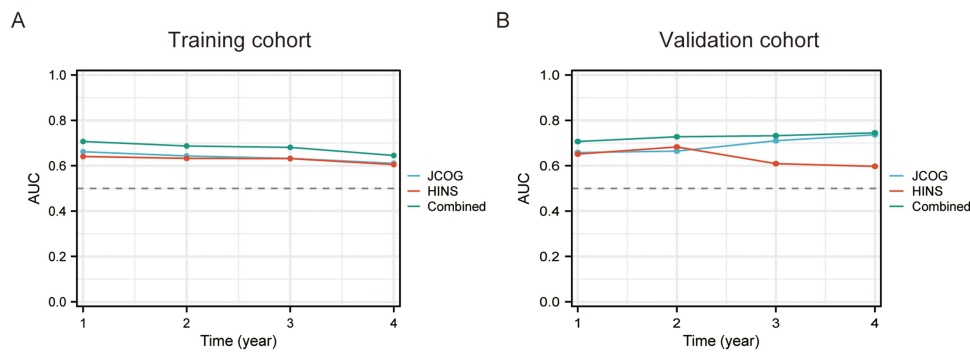 A
Training cohort
AUC
1.0
0.8
0.6
0.4
0.2
0.0
1 2 3 4
Time (year)
JCOG
HINS
Combined
B
Validation cohort
AUC
1.0
0.8
0.6
0.4
0.2
0.0
1 2 3 4
Time (year)
JCOG
HINS
Combined